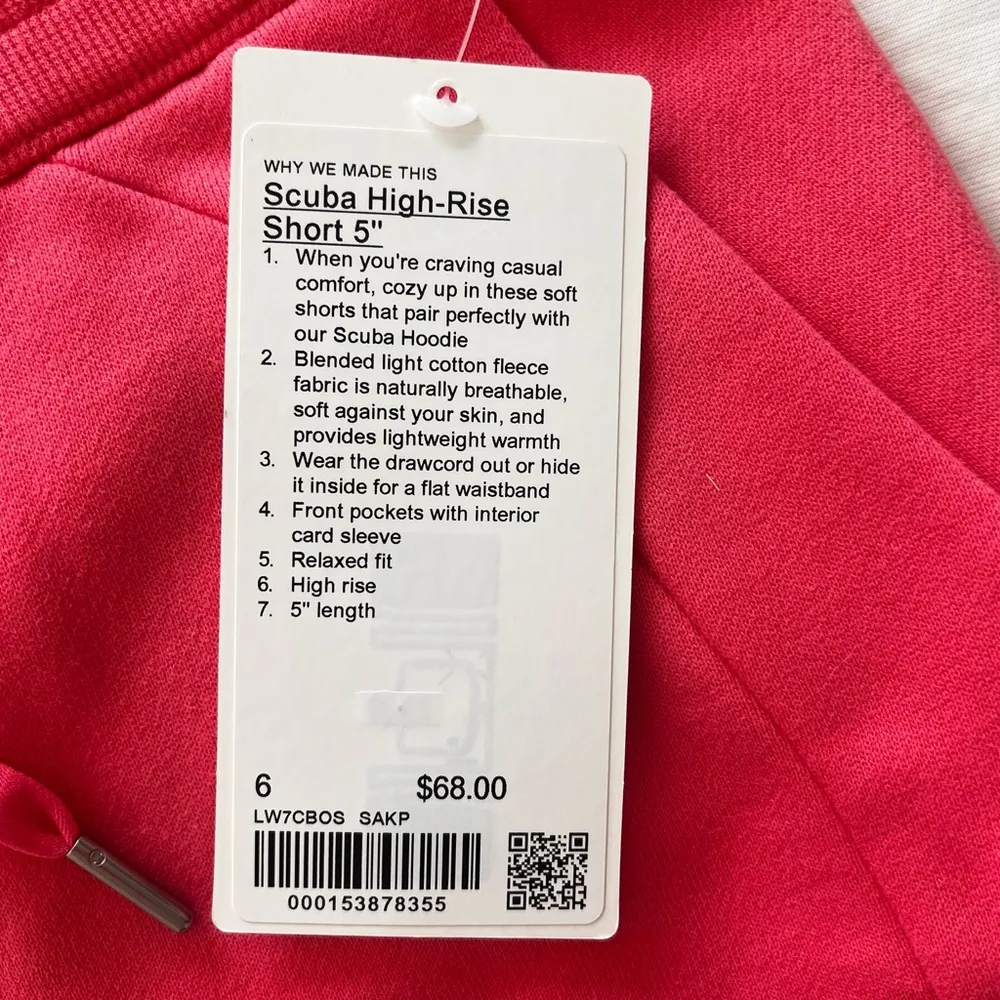 WHY WE MADE THIS
Scuba High-Rise
Short 5"
1. When you're craving casual
comfort, cozy up in these soft
shorts that pair perfectly with
our Scuba Hoodie
2. Blended light cotton fleece
fabric is naturally breathable,
soft against your skin, and
provides lightweight warmth
3. Wear the drawcord out or hide
it inside for a flat waistband
4. Front pockets with interior
card sleeve
5. Relaxed fit
6. High rise
7. 5" length
6 $68.00
LW7CBOS SAKP
000153878355